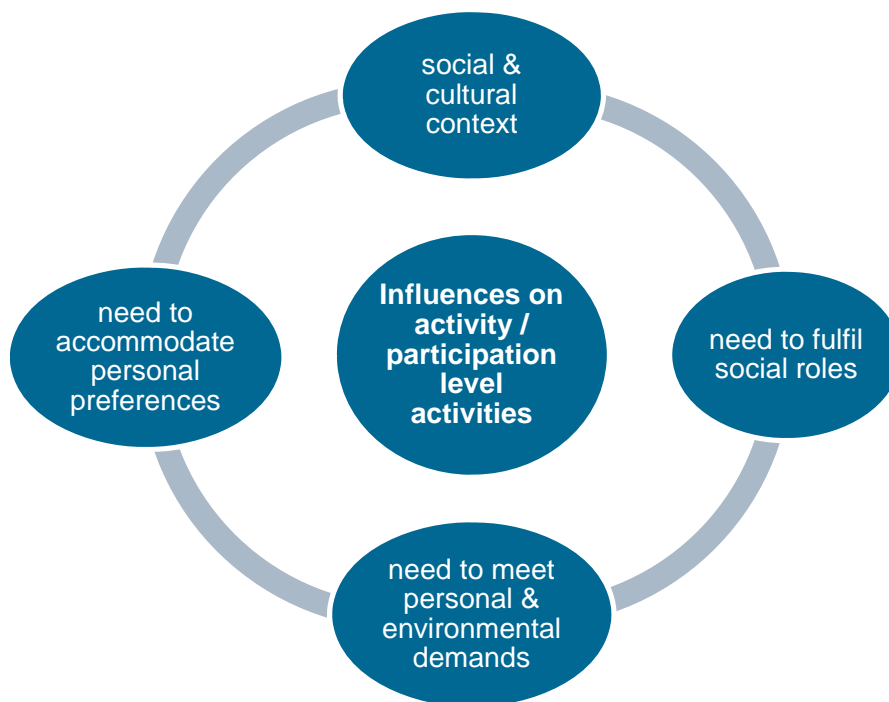 social &
cultural
context
Influences on
activity /
participation
level
activities
need to
accommodate
personal
preferences
need to fulfil
social roles
need to meet
personal &
environmental
demands